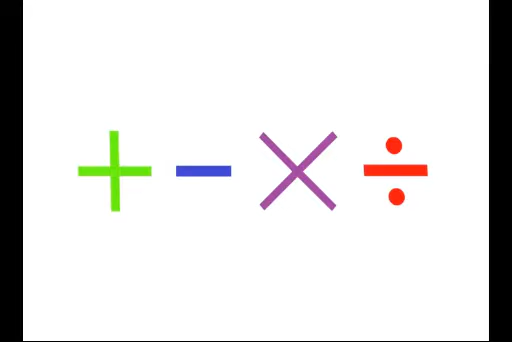 + − × ÷